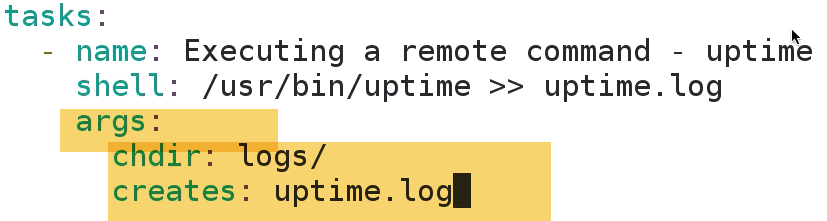 tasks:
  - name: Executing a remote command - uptime
    shell: /usr/bin/uptime >> uptime.log
    args:
      chdir: logs/
      creates: uptime.log